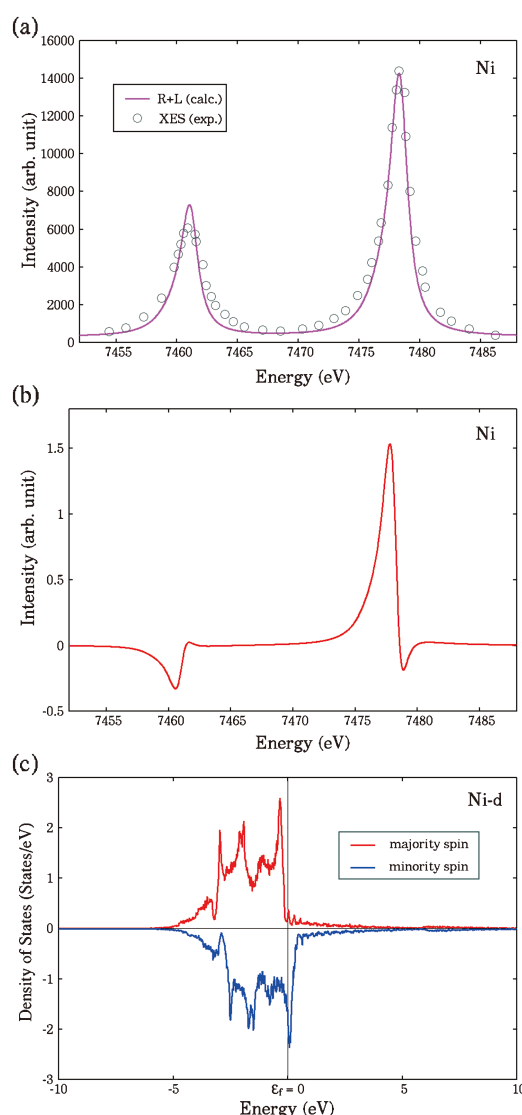 (a)
16000
14000
12000
10000
8000
6000
4000
2000
0
Intensity (arb. unit)
Ni
R+L (calc.)
XES (exp.)
7455 7460 7465 7470 7475 7480 7485
Energy (eV)
(b)
1.5
1
0.5
0
-0.5
Intensity (arb. unit)
Ni
7455 7460 7465 7470 7475 7480 7485
Energy (eV)
(c)
3
2
1
0
-1
-2
-3
Density of States (States/eV)
Ni-d
majority spin
minority spin
-10 -5 εf = 0 5 10
Energy (eV)